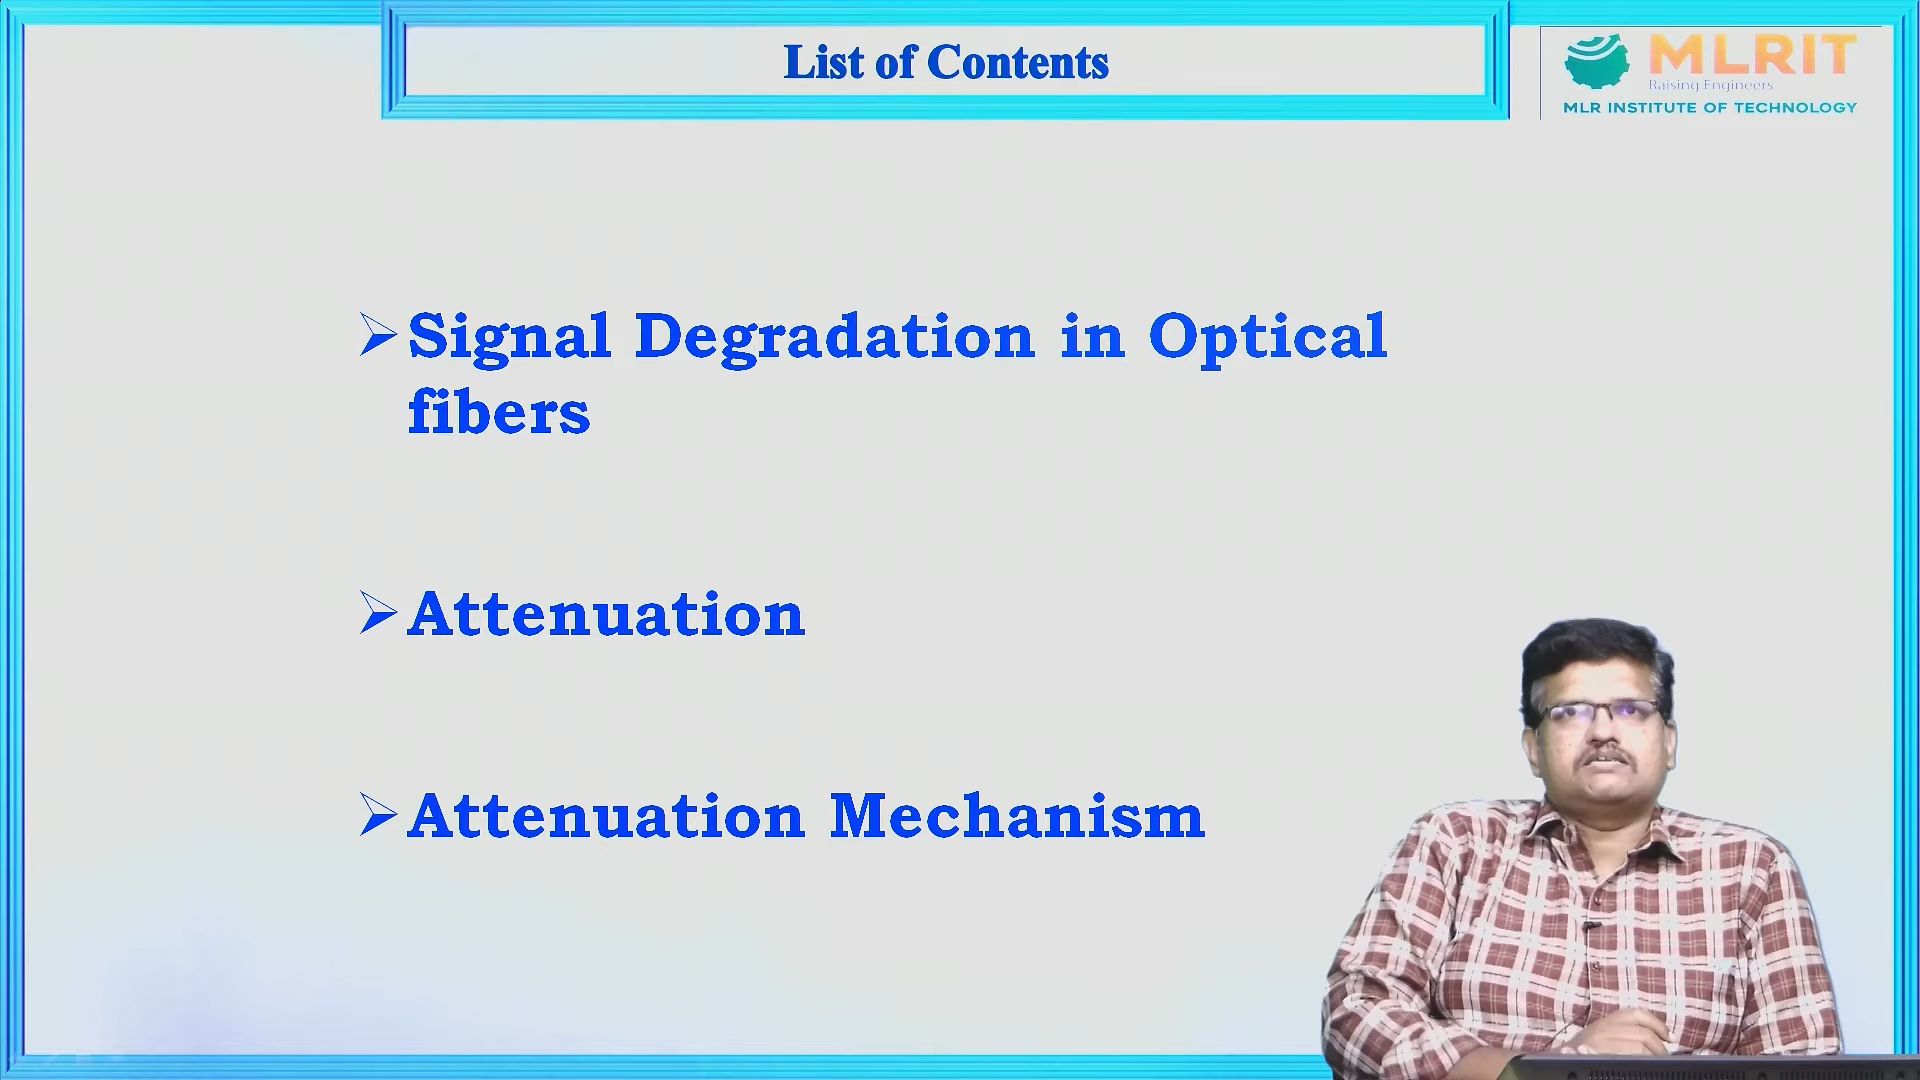 List of Contents
MLRIT
Raising Engineers
MLR INSTITUTE OF TECHNOLOGY
Signal Degradation in Optical
fibers
Attenuation
Attenuation Mechanism